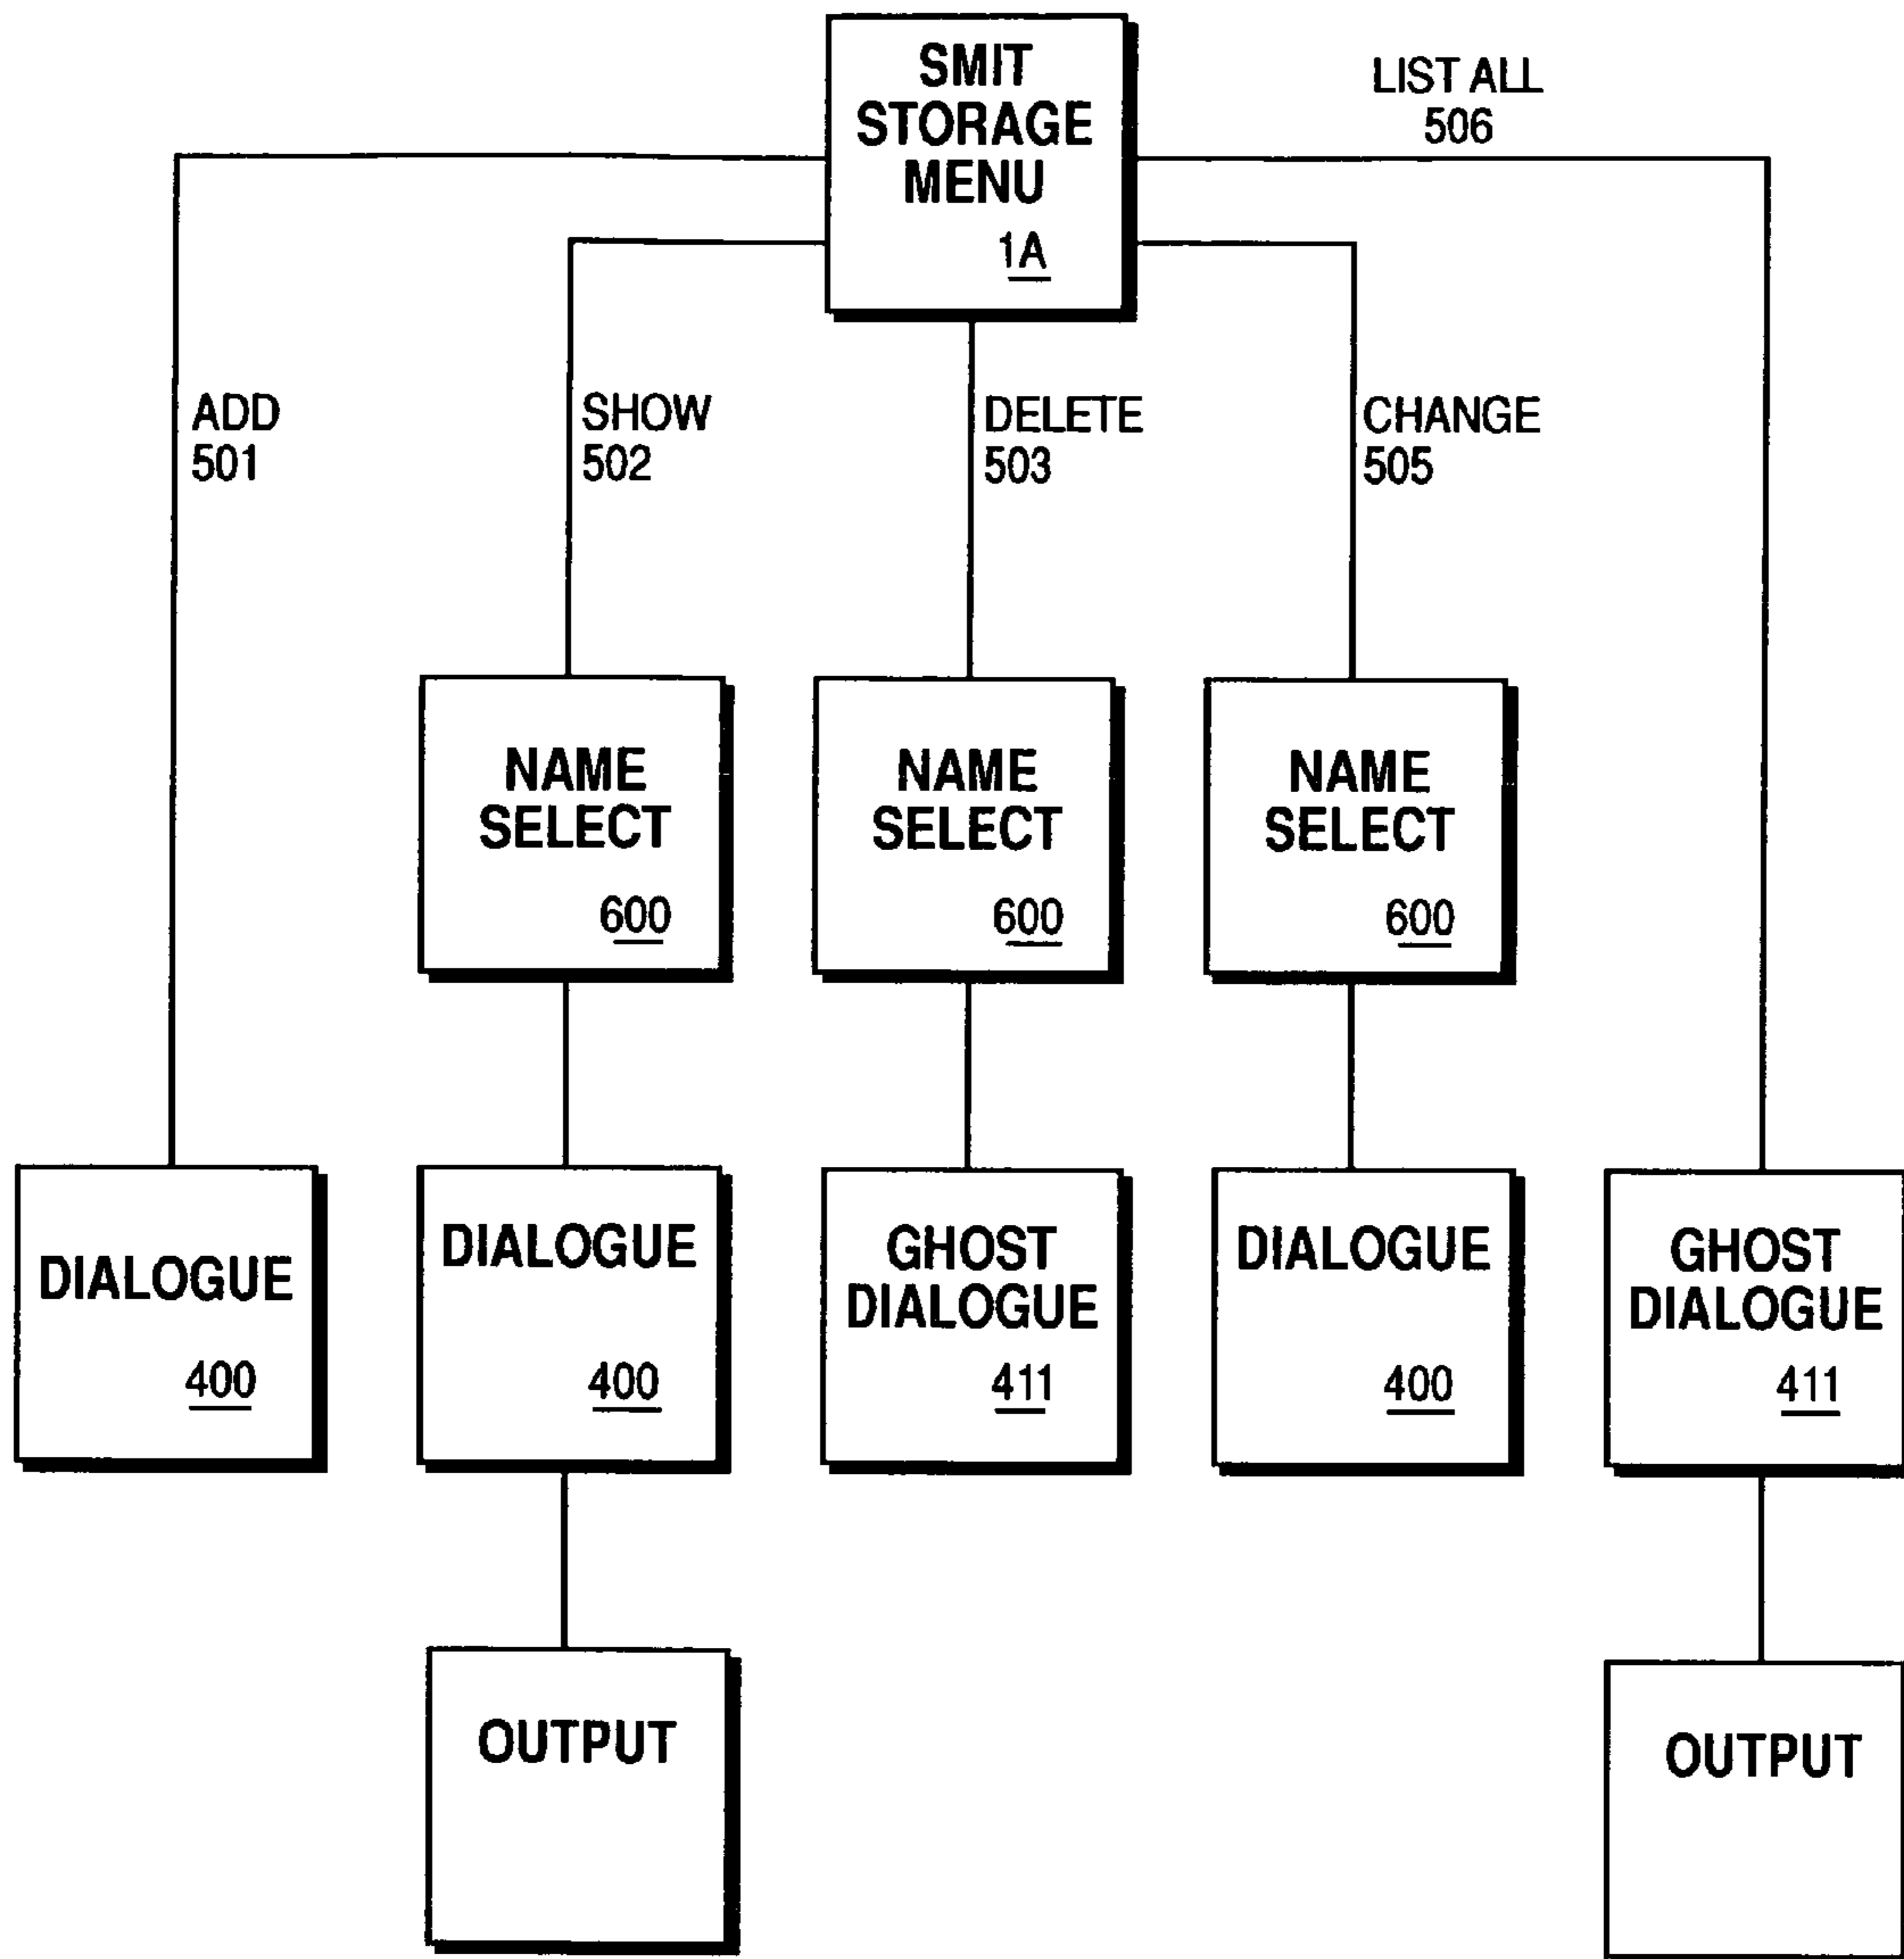 SMIT
STORAGE
MENU
1A
LIST ALL
506
ADD
501
SHOW
502
DELETE
503
CHANGE
505
NAME
SELECT
600
NAME
SELECT
600
NAME
SELECT
600
DIALOGUE
400
DIALOGUE
400
GHOST
DIALOGUE
411
DIALOGUE
400
GHOST
DIALOGUE
411
OUTPUT
OUTPUT